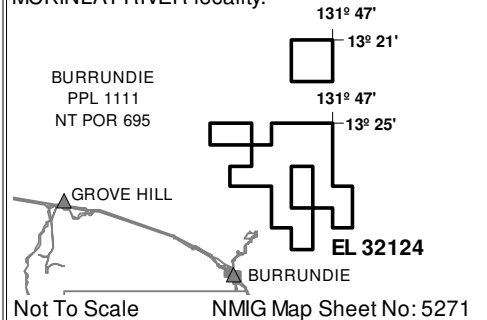 MCKINLAY RIVER locality.
131º 47'
13º 21'
BURRUNDIE
PPL 1111
NT POR 695
131º 47'
13º 25'
GROVE HILL
EL 32124
BURRUNDIE
Not To Scale
NMIG Map Sheet No: 5271